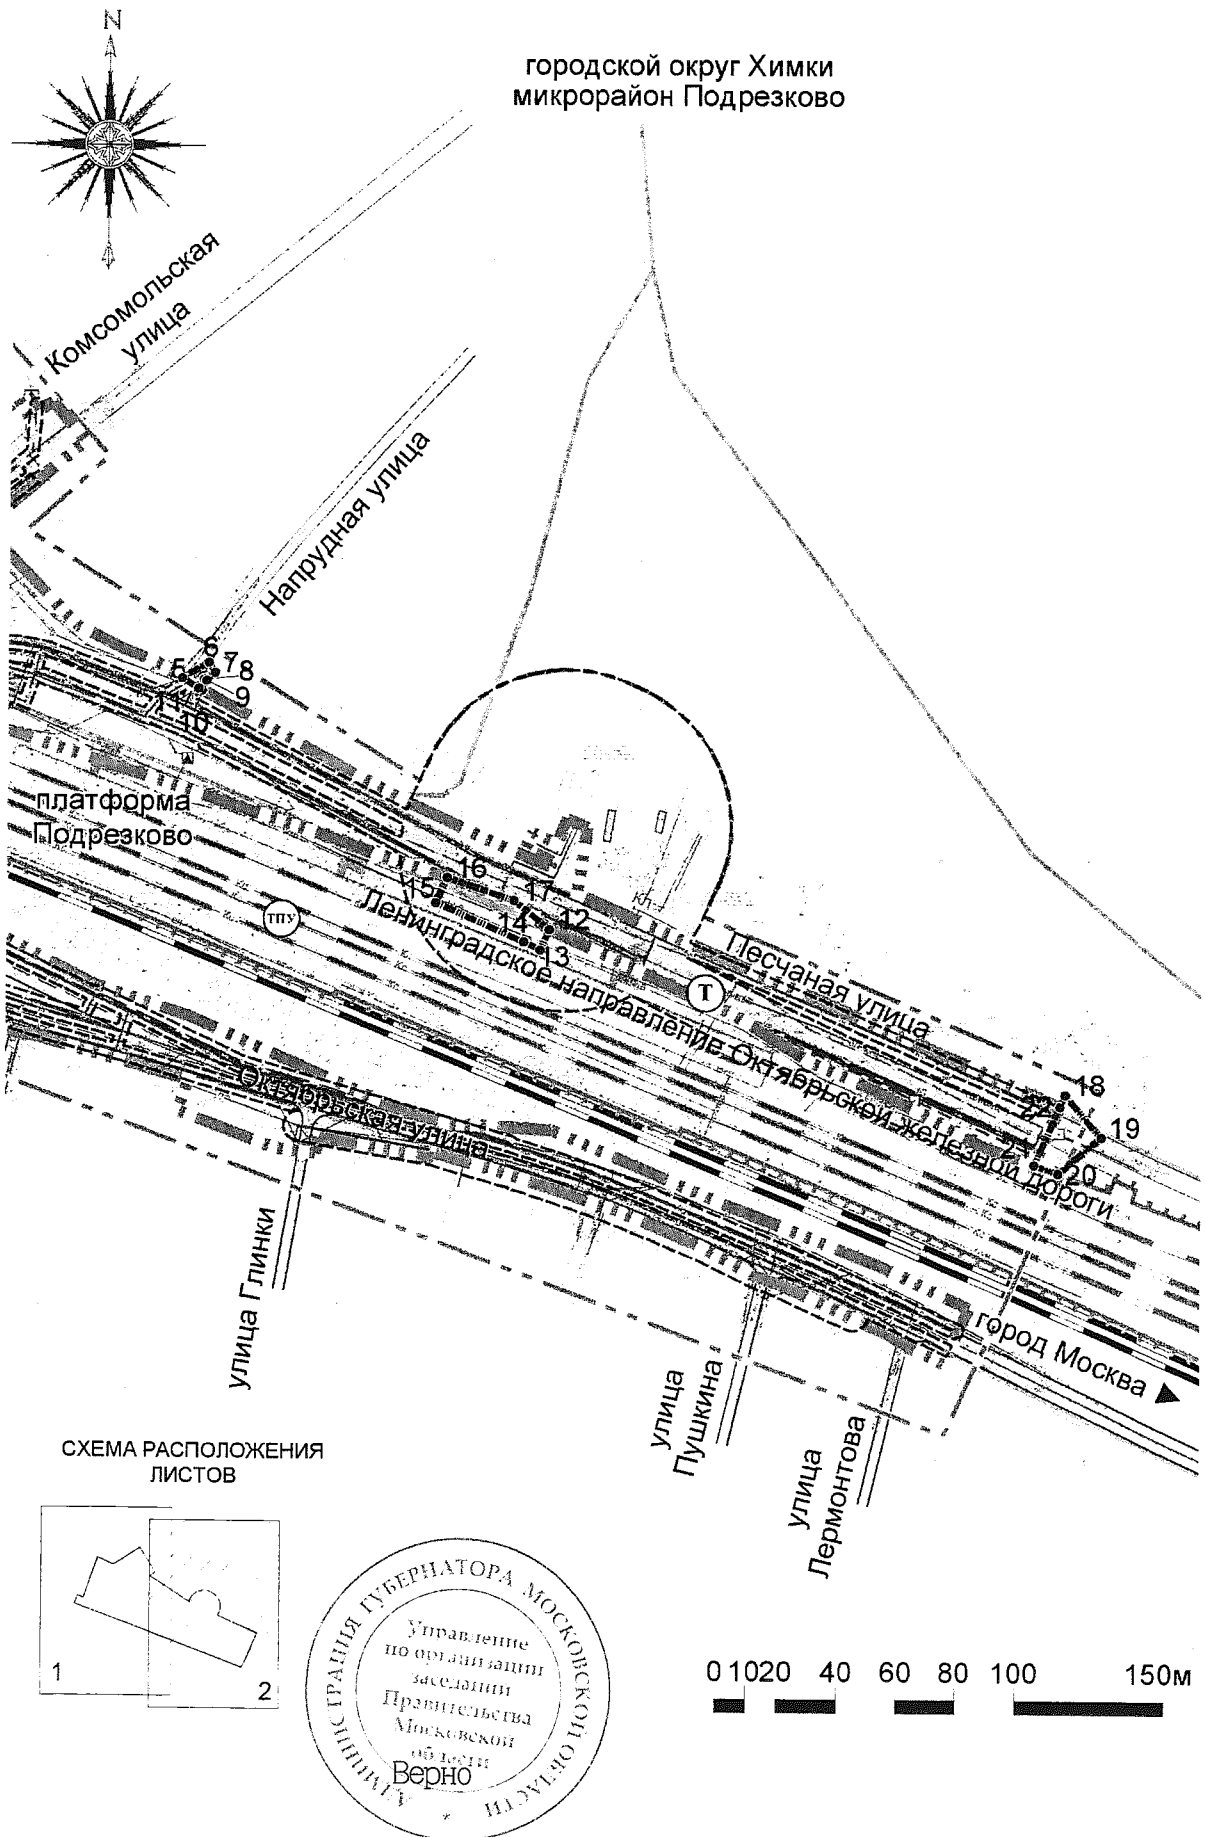 N
городской округ Химки
микрорайон Подрезково
Комсомольская
улица
Напрудная улица
5
6
7
8
9
10
11
платформа
Подрезково
ТПУ
16
15
17
14
12
13
Ленинградское направление Октябрьской железной дороги
Т
Песчаная улица
18
22
19
21
20
Октябрьская улица
улица Глинки
улица
Пушкина
улица
Лермонтова
город Москва
СХЕМА РАСПОЛОЖЕНИЯ
ЛИСТОВ
1
2
АДМИНИСТРАЦИЯ ГУБЕРНАТОРА МОСКОВСКОЙ ОБЛАСТИ *
Управление
по организации
заседаний
Правительства
Московской
области
Верно
0 10 20 40 60 80 100 150м